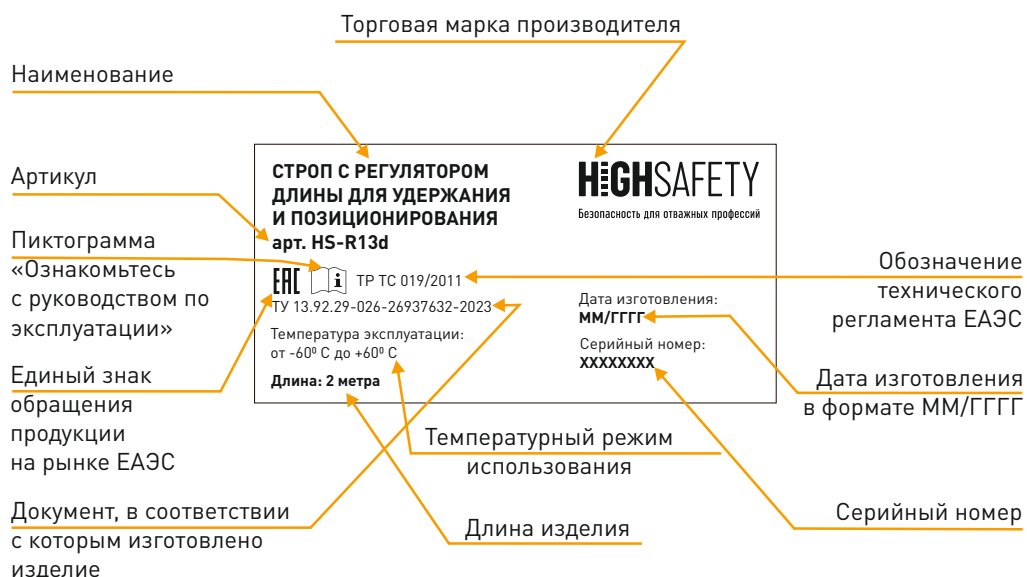 Торговая марка производителя
Наименование
Артикул
Пиктограмма
«Ознакомьтесь
с руководством по
эксплуатации»
Единый знак
обращения
продукции
на рынке ЕАЭС
Документ, в соответствии
с которым изготовлено
изделие
СТРОП С РЕГУЛЯТОРОМ
ДЛИНЫ ДЛЯ УДЕРЖАНИЯ
И ПОЗИЦИОНИРОВАНИЯ
арт. HS-R13d
EAC i ТР ТС 019/2011
ТУ 13.92.29-026-26937632-2023
Температура эксплуатации:
от -60⁰ С до +60⁰ С
Длина: 2 метра
HIGHSAFETY
Безопасность для отважных профессий
Дата изготовления:
ММ/ГГГГ
Серийный номер:
XXXXXXXX
Обозначение
технического
регламента ЕАЭС
Дата изготовления
в формате ММ/ГГГГ
Серийный номер
Температурный режим
использования
Длина изделия